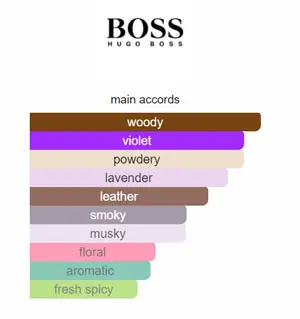 BOSS
HUGO BOSS
main accords
woody
violet
powdery
lavender
leather
smoky
musky
floral
aromatic
fresh spicy